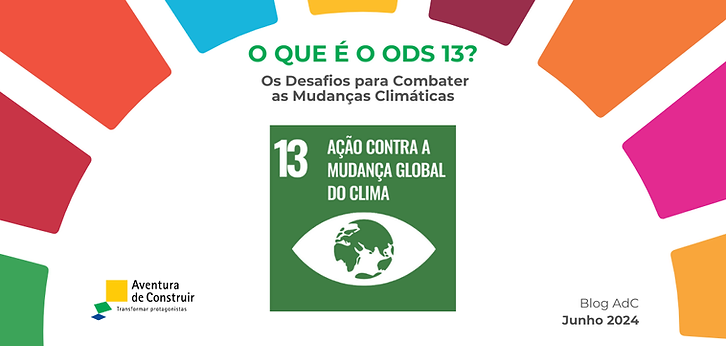 O QUE É O ODS 13?
Os Desafios para Combater
as Mudanças Climáticas
13
AÇÃO CONTRA A
MUDANÇA GLOBAL
DO CLIMA
Aventura
de Construir
Transformar protagonistas
Blog AdC
Junho 2024